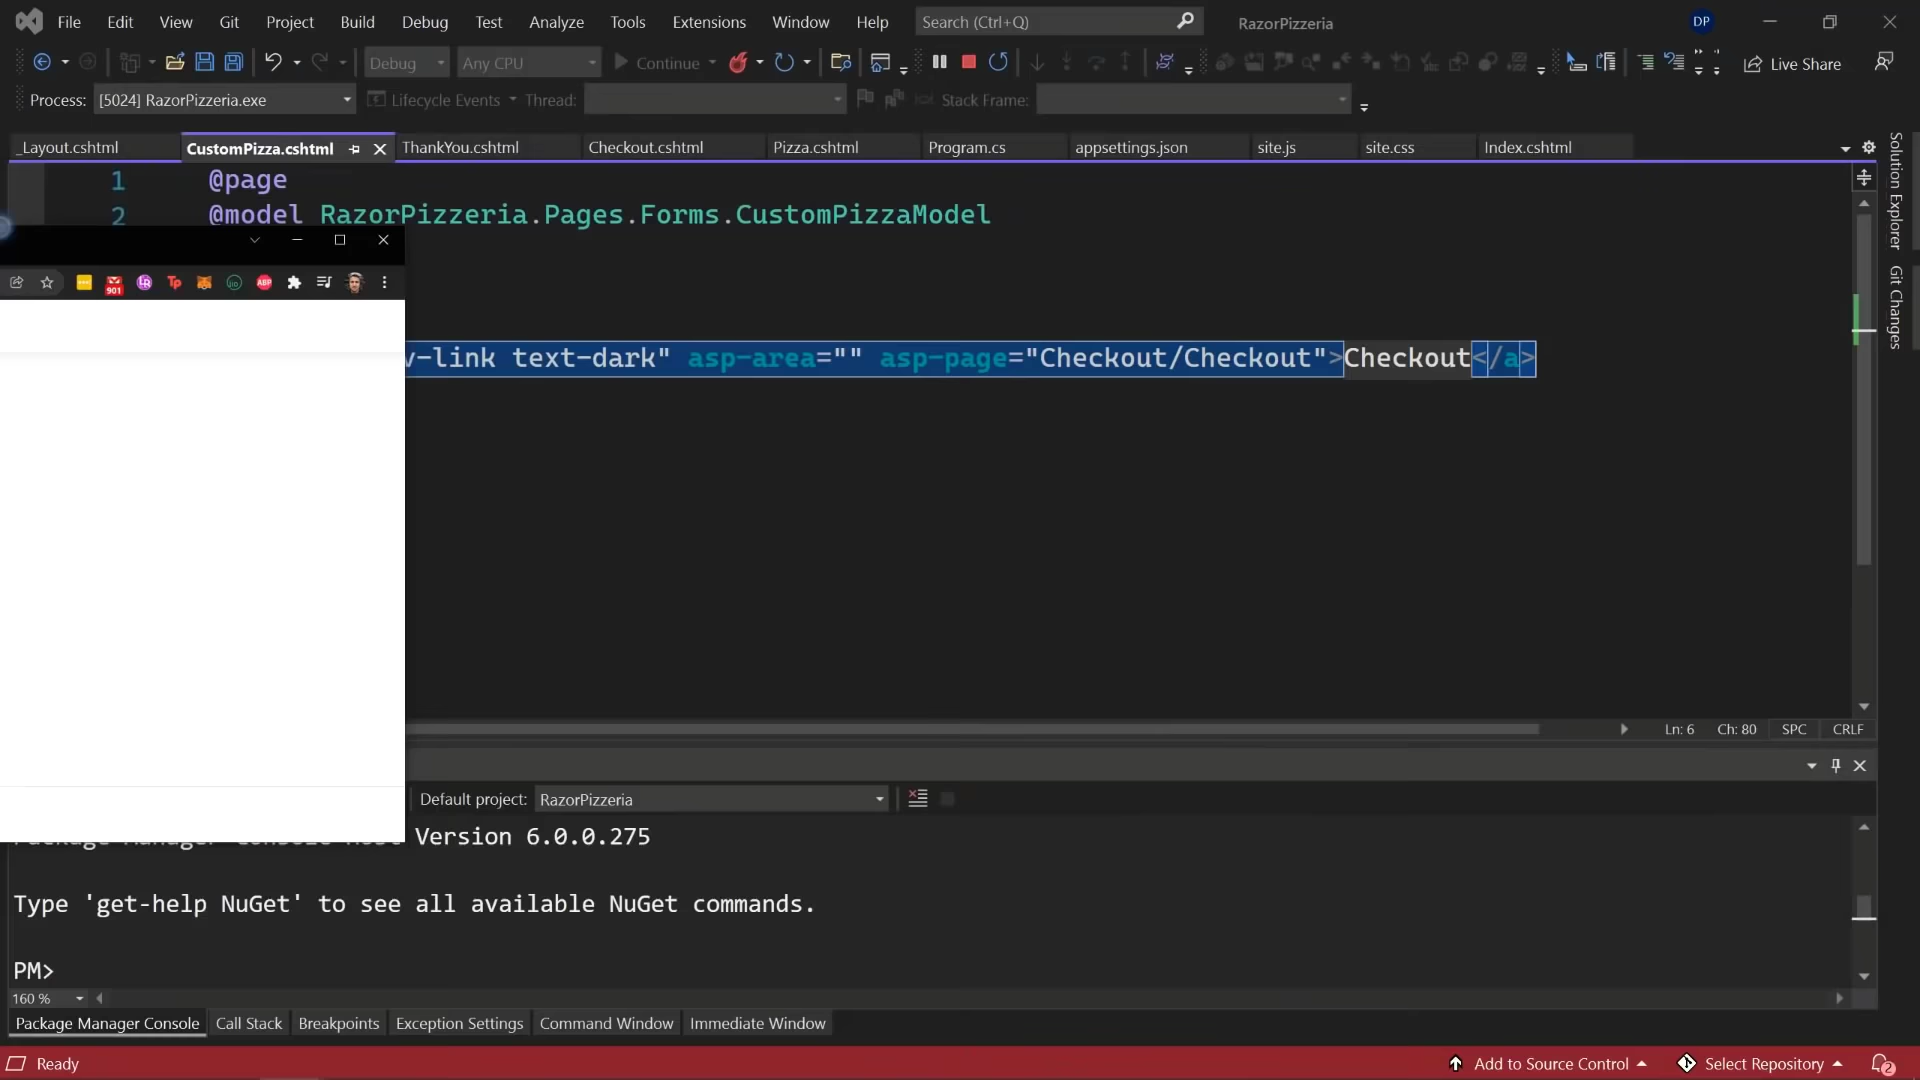 File Edit View Git Project Build Debug Test Analyze Tools Extensions Window Help Search (Ctrl+Q) RazorPizzeria DP
Debug Any CPU Continue Live Share
Process: [5024] RazorPizzeria.exe Lifecycle Events Thread: Stack Frame:
_Layout.cshtml CustomPizza.cshtml ThankYou.cshtml Checkout.cshtml Pizza.cshtml Program.cs appsettings.json site.js site.css Index.cshtml
Solution Explorer
Git Changes
1 @page
2 @model RazorPizzeria.Pages.Forms.CustomPizzaModel
901 Tp ABP
v-link text-dark" asp-area="" asp-page="Checkout/Checkout">Checkout</a>
Ln: 6 Ch: 80 SPC CRLF
Default project: RazorPizzeria
Version 6.0.0.275
Type 'get-help NuGet' to see all available NuGet commands.
PM>
160 %
Package Manager Console Call Stack Breakpoints Exception Settings Command Window Immediate Window
Ready Add to Source Control Select Repository 2